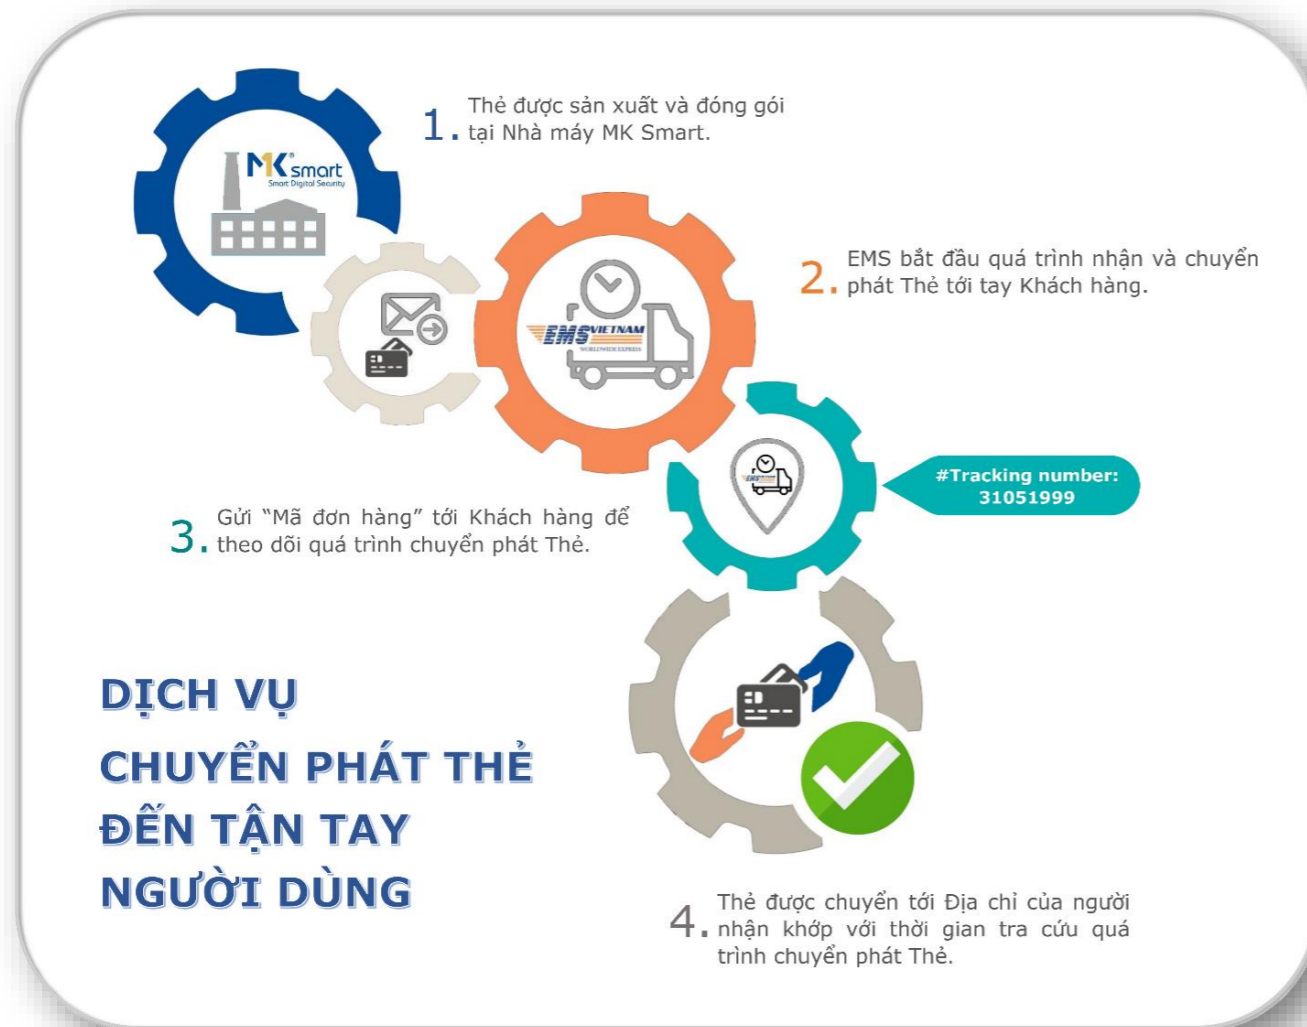 MK smart
Smart Digital Security
1. Thẻ được sản xuất và đóng gói
tại Nhà máy MK Smart.
EMS VIETNAM
WORLDWIDE EXPRESS
2. EMS bắt đầu quá trình nhận và chuyển
phát Thẻ tới tay Khách hàng.
#Tracking number:
31051999
3. Gửi “Mã đơn hàng” tới Khách hàng để
theo dõi quá trình chuyển phát Thẻ.
DỊCH VỤ
CHUYỂN PHÁT THẺ
ĐẾN TẬN TAY
NGƯỜI DÙNG
4. Thẻ được chuyển tới Địa chỉ của người
nhận khớp với thời gian tra cứu quá
trình chuyển phát Thẻ.